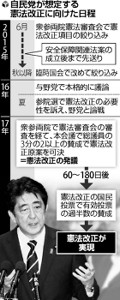 自民党が想定する
憲法改正に向けた日程
2015年
6月
衆参両院で憲法審査会で憲
法改正項目の絞り込み
安全保障関連法案の
成立後まで先送り
秋以降
臨時国会で改めて絞り込み
16年
与野党で本格的に議論
夏
参院選で憲法改正の必要
性を訴え、野党と論戦
17年
衆参両院で憲法審査会の審
査を経て、本会議で総議員の
3分の2以上の賛成で憲法改
正原案を可決
=憲法改正の発議
60〜180日後
憲法改正の国民
投票で有効投票
の過半数の賛成
憲法改正が
実現